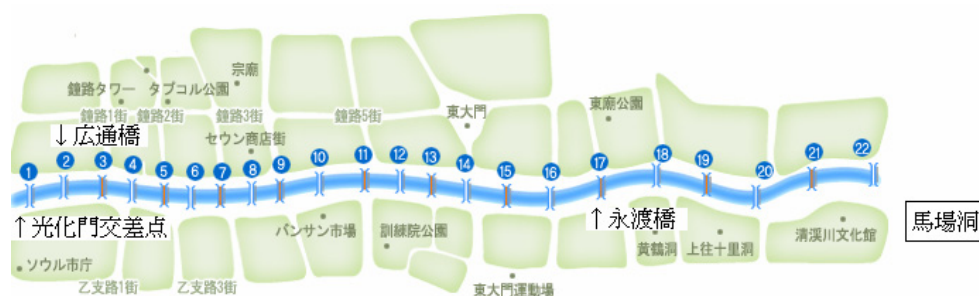 宗廟
鐘路タワー
タプコル公園
鐘路1街
鐘路2街
鐘路3街
鐘路5街
東大門
東廟公園
↓広通橋
セウン商店街
1
2
3
4
5
6
7
8
9
10
11
12
13
14
15
16
17
18
19
20
21
22
↑光化門交差点
バンサン市場
訓練院公園
↑永渡橋
黄鶴洞
上往十里洞
清渓川文化館
馬場洞
ソウル市庁
乙支路1街
乙支路3街
東大門運動場